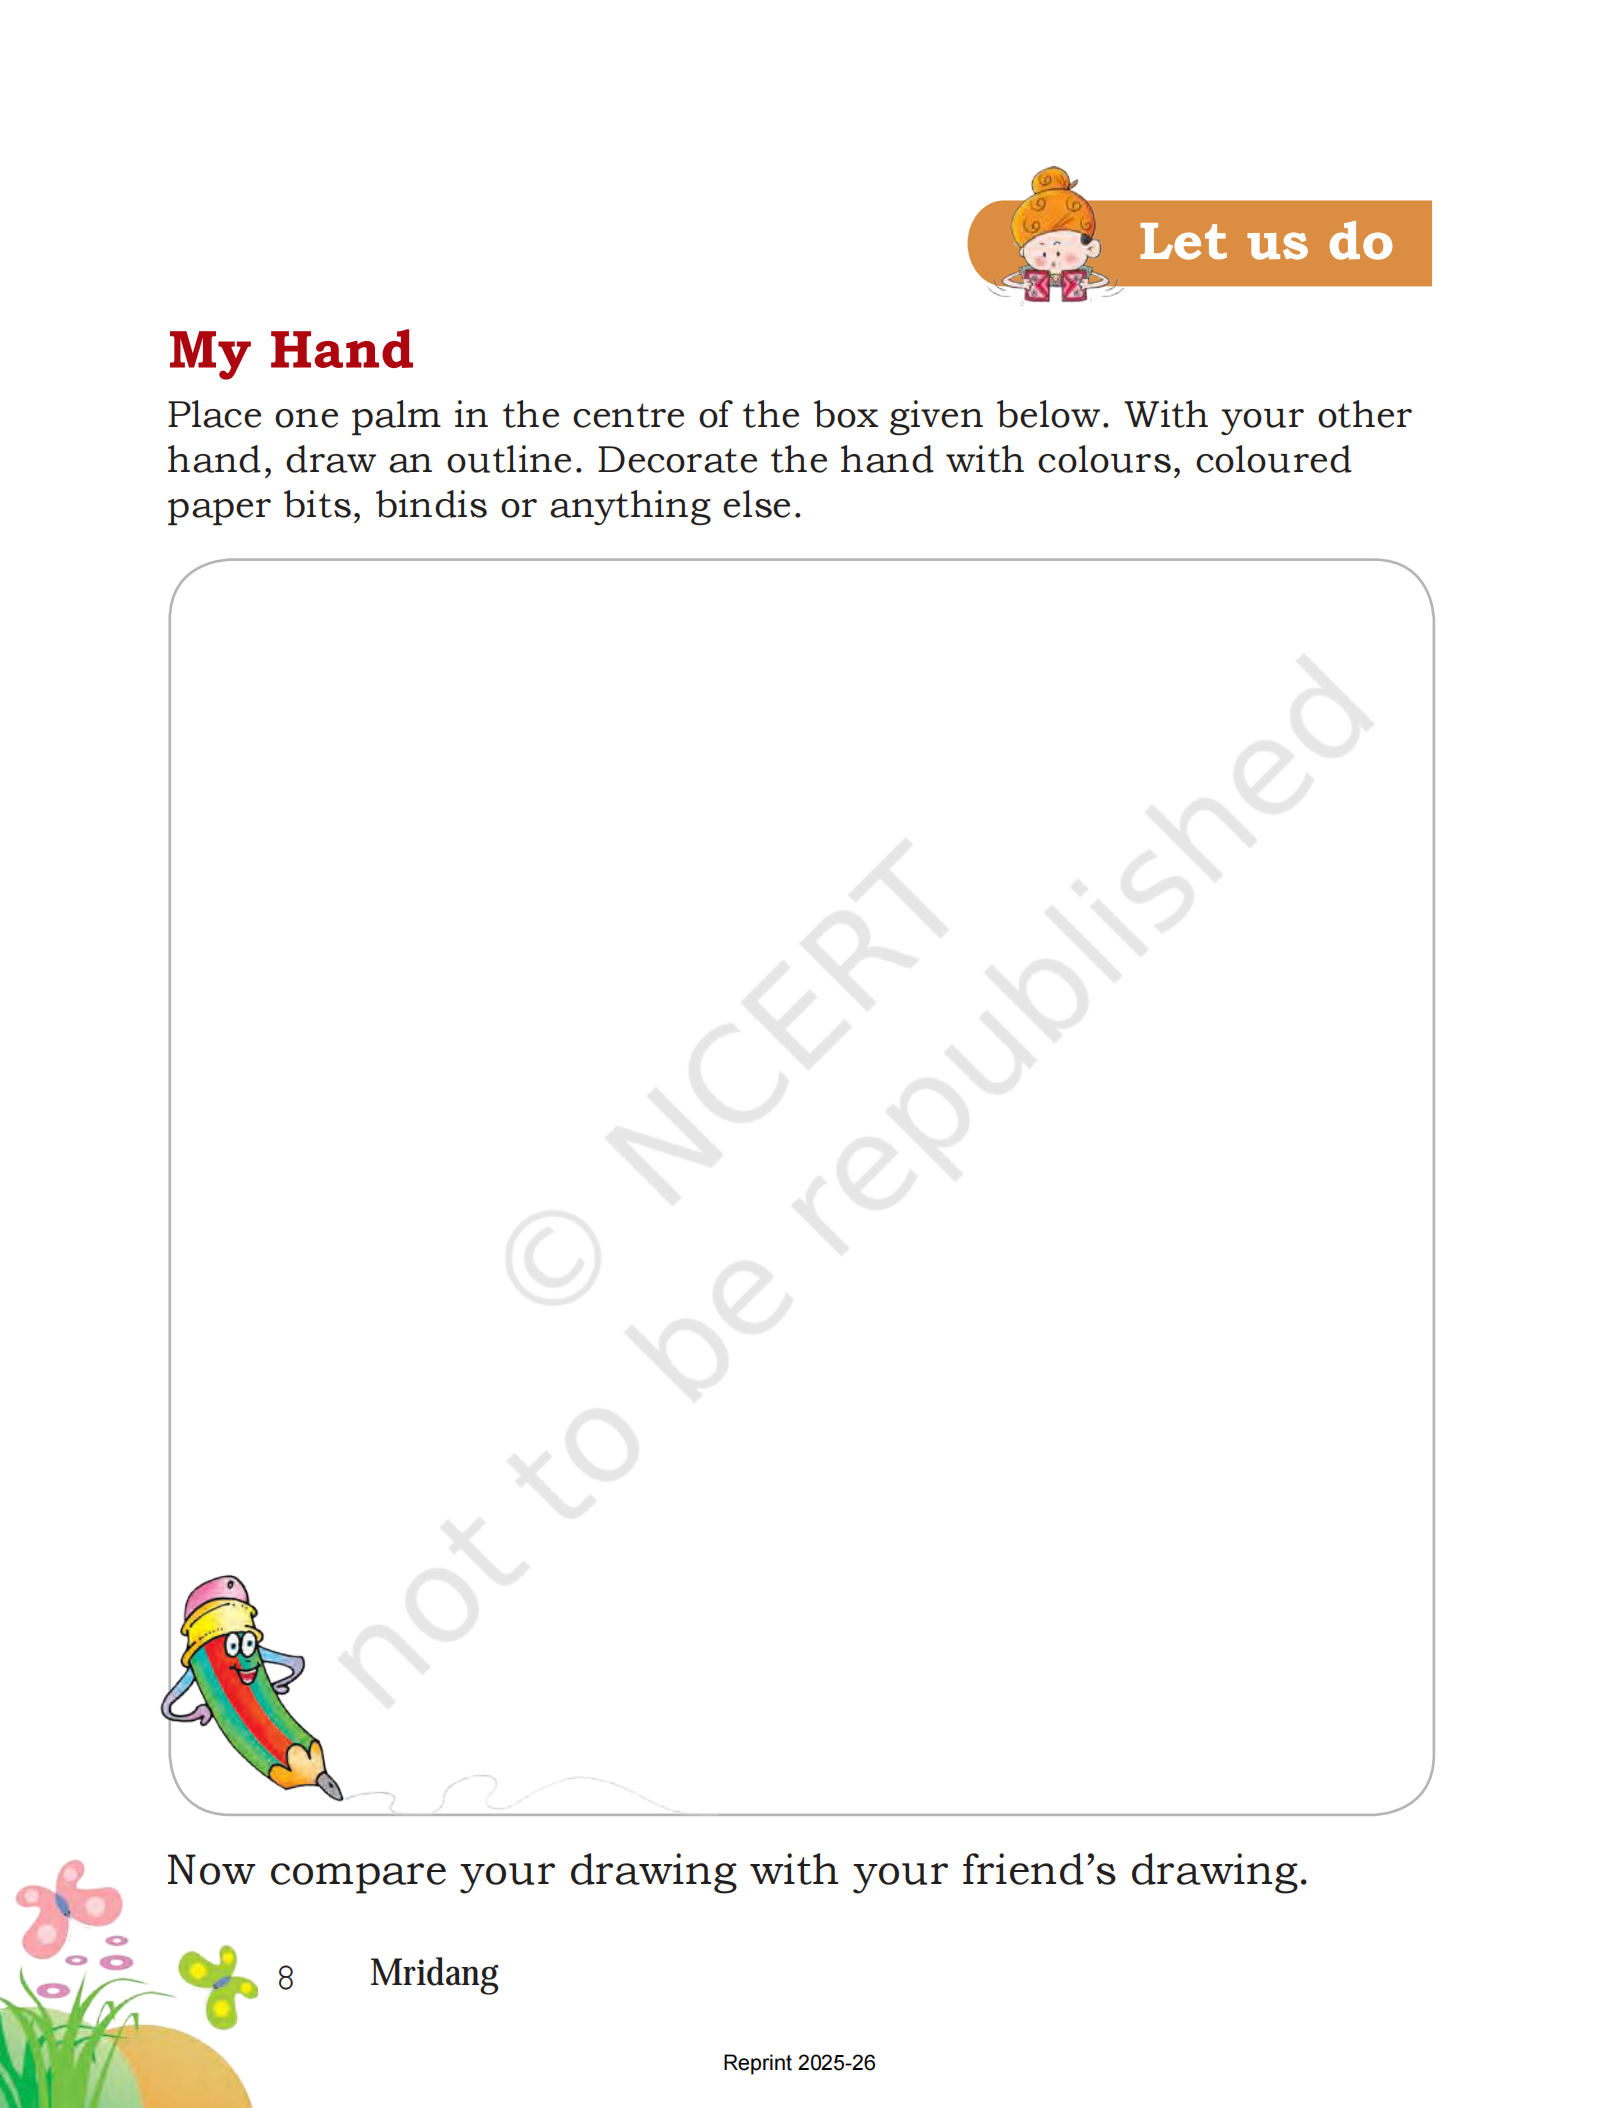 Let us do
My Hand
Place one palm in the centre of the box given below. With your other
hand, draw an outline. Decorate the hand with colours, coloured
paper bits, bindis or anything else.
© NCERT
not to be republished
Now compare your drawing with your friend’s drawing.
8 Mridang
Reprint 2025-26